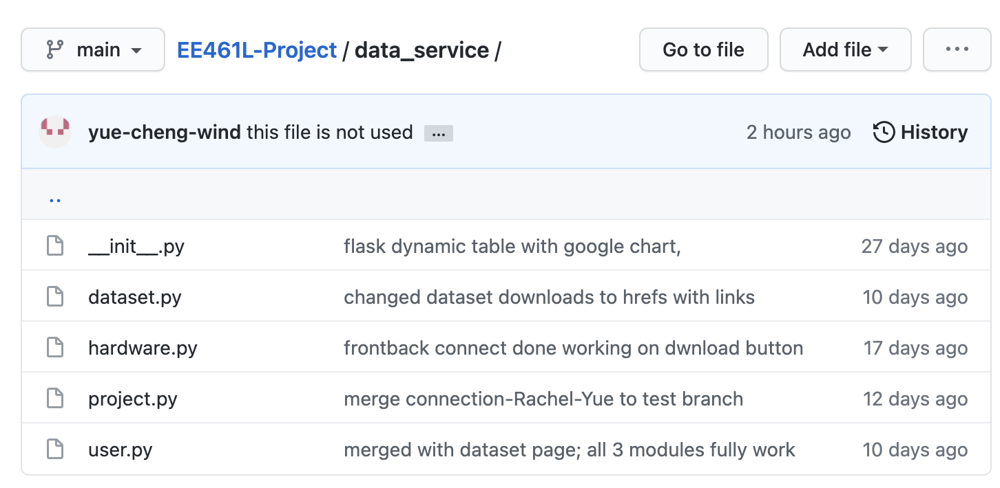 main EE461L-Project / data_service / Go to file Add file ...
yue-cheng-wind this file is not used ... 2 hours ago History
..
__init__.py flask dynamic table with google chart, 27 days ago
dataset.py changed dataset downloads to hrefs with links 10 days ago
hardware.py frontback connect done working on dwnload button 17 days ago
project.py merge connection-Rachel-Yue to test branch 12 days ago
user.py merged with dataset page; all 3 modules fully work 10 days ago